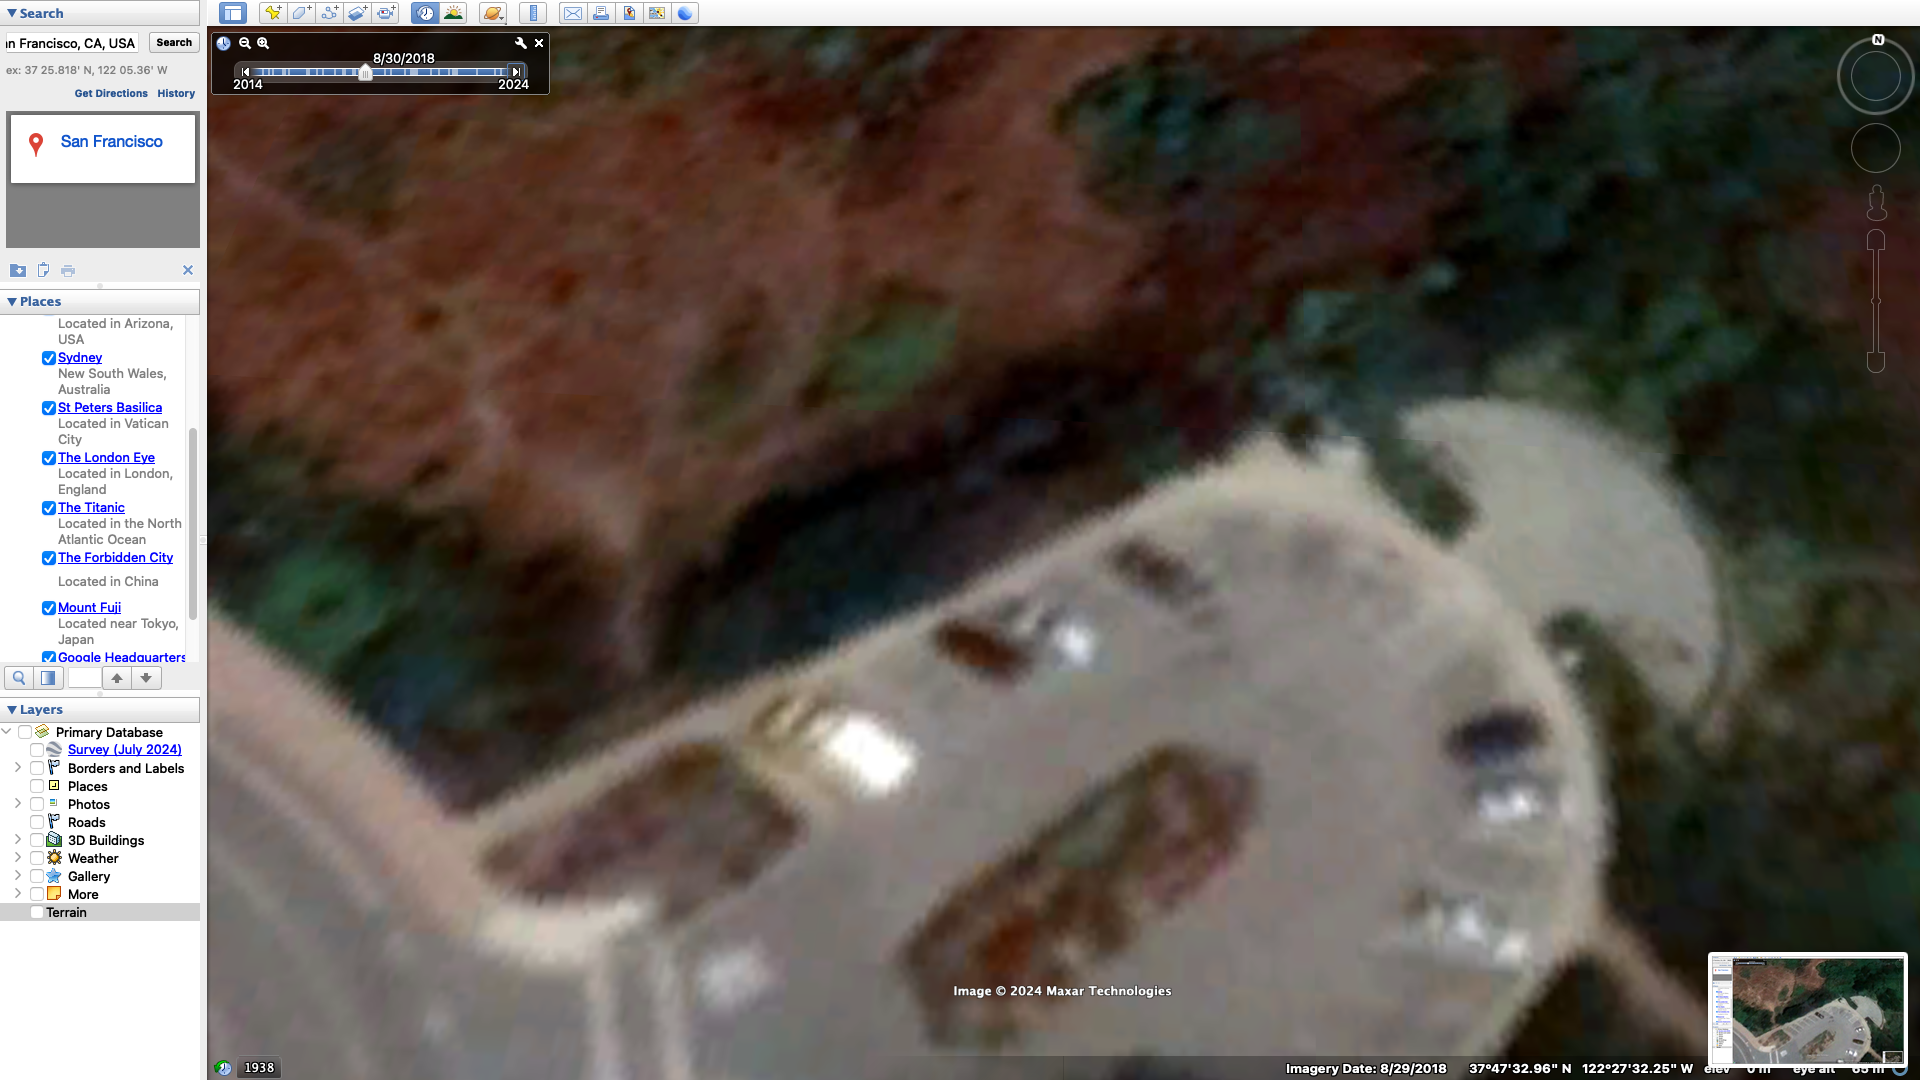 Search
n Francisco, CA, USA
Search
ex: 37 25.818' N, 122 05.36' W
Get Directions
History
San Francisco
Places
Located in Arizona,
USA
Sydney
New South Wales,
Australia
St Peters Basilica
Located in Vatican
City
The London Eye
Located in London,
England
The Titanic
Located in the North
Atlantic Ocean
The Forbidden City
Located in China
Mount Fuji
Located near Tokyo,
Japan
Google Headquarters
Layers
Primary Database
Survey (July 2024)
Borders and Labels
Places
Photos
Roads
3D Buildings
Weather
Gallery
More
Terrain
8/30/2018
2014
2024
N
Image © 2024 Maxar Technologies
1938
Imagery Date: 8/29/2018 37°47'32.96" N 122°27'32.25" W elev 0 m eye alt 65 m